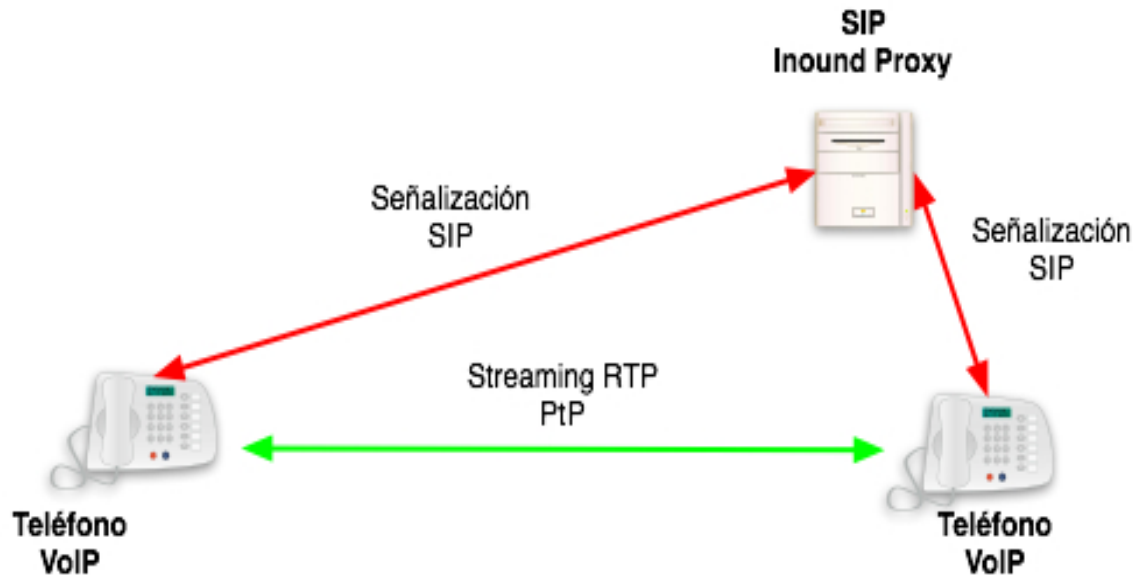 SIP
Inound Proxy
Señalización
SIP
Señalización
SIP
Streaming RTP
PtP
Teléfono
VoIP
Teléfono
VoIP